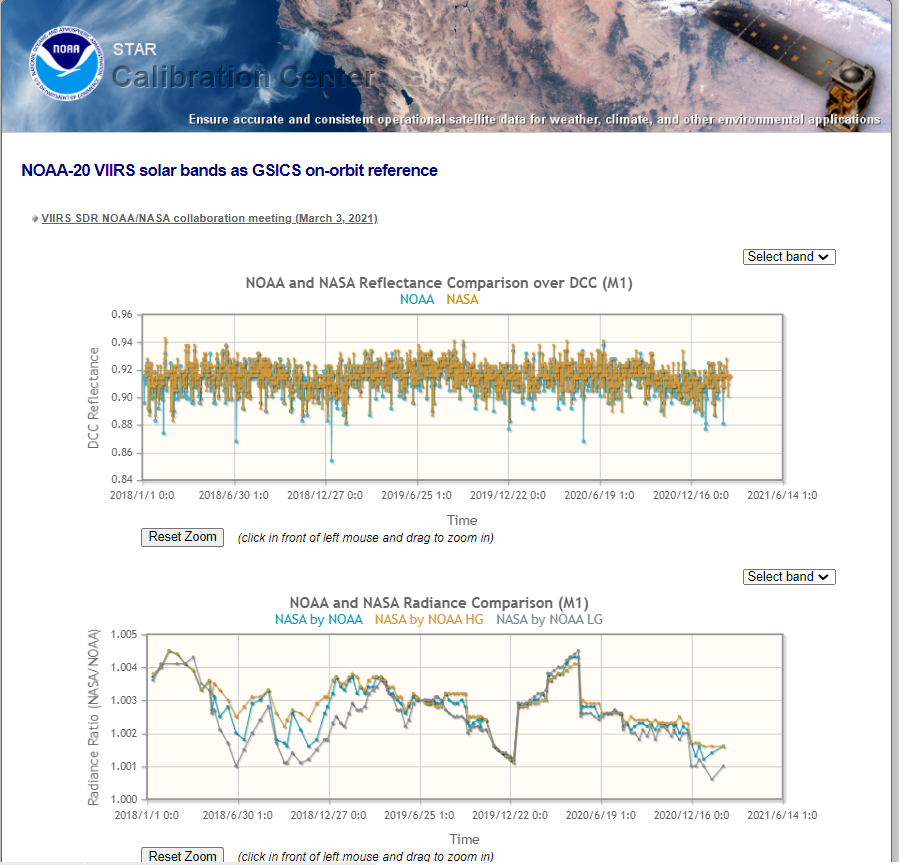 NOAA
STAR
Calibration Center
Ensure accurate and consistent operational satellite data for weather, climate, and other environmental applications
NOAA-20 VIIRS solar bands as GSICS on-orbit reference
VIIRS SDR NOAA/NASA collaboration meeting (March 3, 2021)
Select band
NOAA and NASA Reflectance Comparison over DCC (M1)
NOAA NASA
DCC Reflectance
0.96
0.94
0.92
0.90
0.88
0.86
0.84
2018/1/1 0:0 2018/6/30 1:0 2018/12/27 0:0 2019/6/25 1:0 2019/12/22 0:0 2020/6/19 1:0 2020/12/16 0:0 2021/6/14 1:0
Time
Reset Zoom (click in front of left mouse and drag to zoom in)
Select band
NOAA and NASA Radiance Comparison (M1)
NASA by NOAA NASA by NOAA HG NASA by NOAA LG
Radiance Ratio (NASA/NOAA)
1.005
1.004
1.003
1.002
1.001
1.000
2018/1/1 0:0 2018/6/30 1:0 2018/12/27 0:0 2019/6/25 1:0 2019/12/22 0:0 2020/6/19 1:0 2020/12/16 0:0 2021/6/14 1:0
Time
Reset Zoom (click in front of left mouse and drag to zoom in)